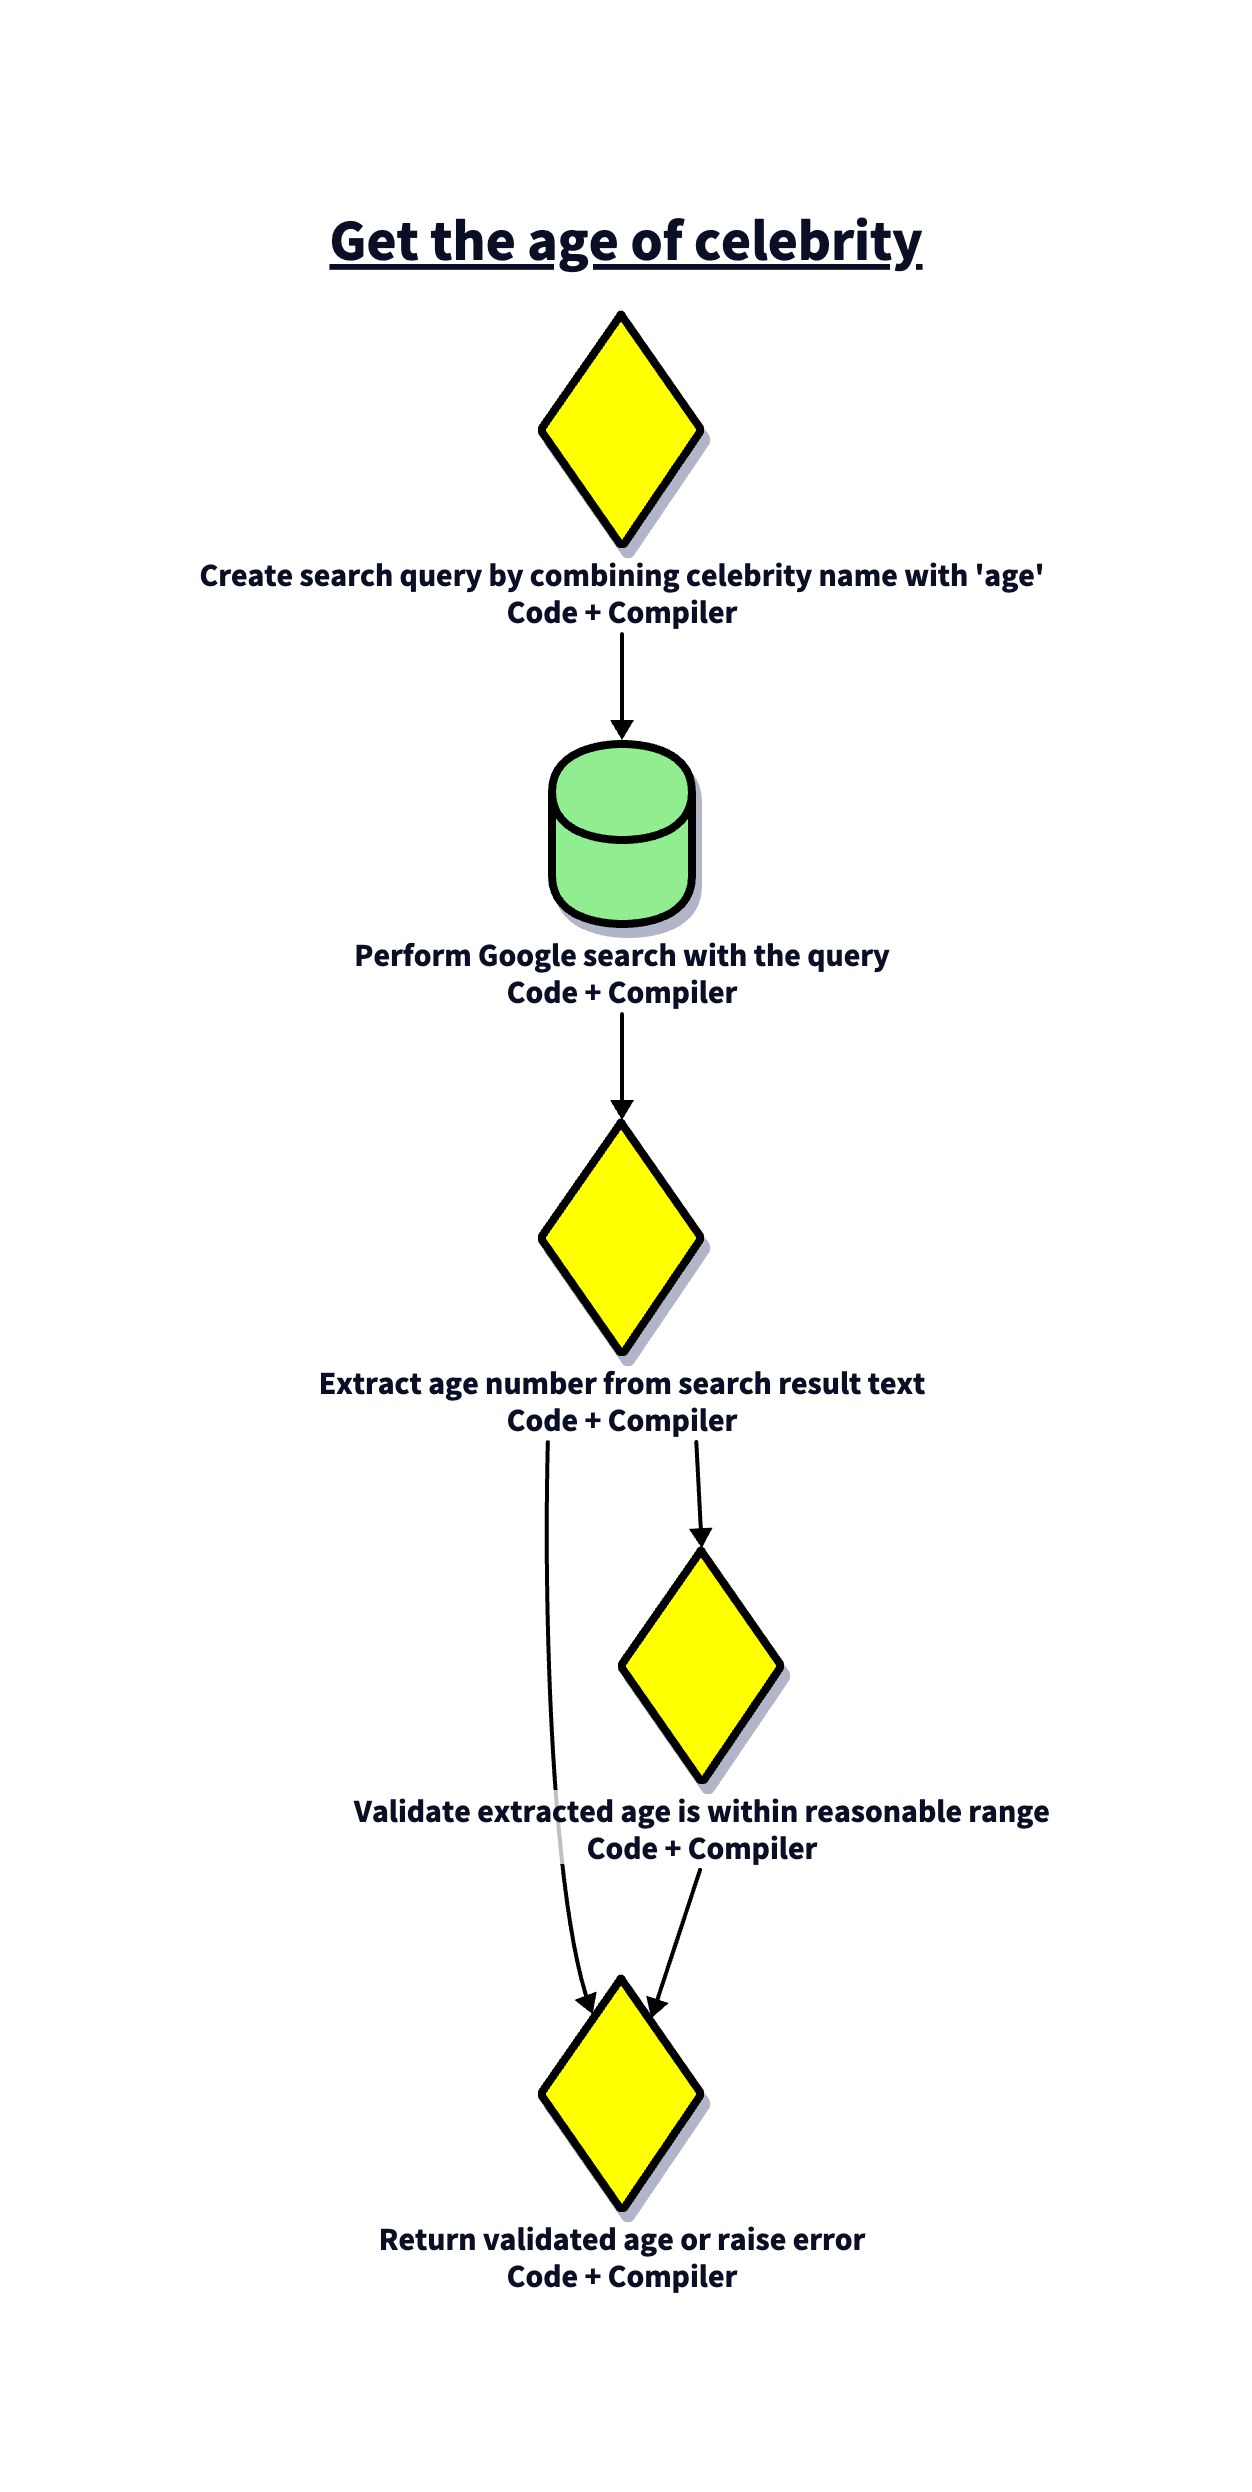 Get the age of celebrity
Create search query by combining celebrity name with 'age'
Code + Compiler
Perform Google search with the query
Code + Compiler
Extract age number from search result text
Code + Compiler
Validate extracted age is within reasonable range
Code + Compiler
Return validated age or raise error
Code + Compiler